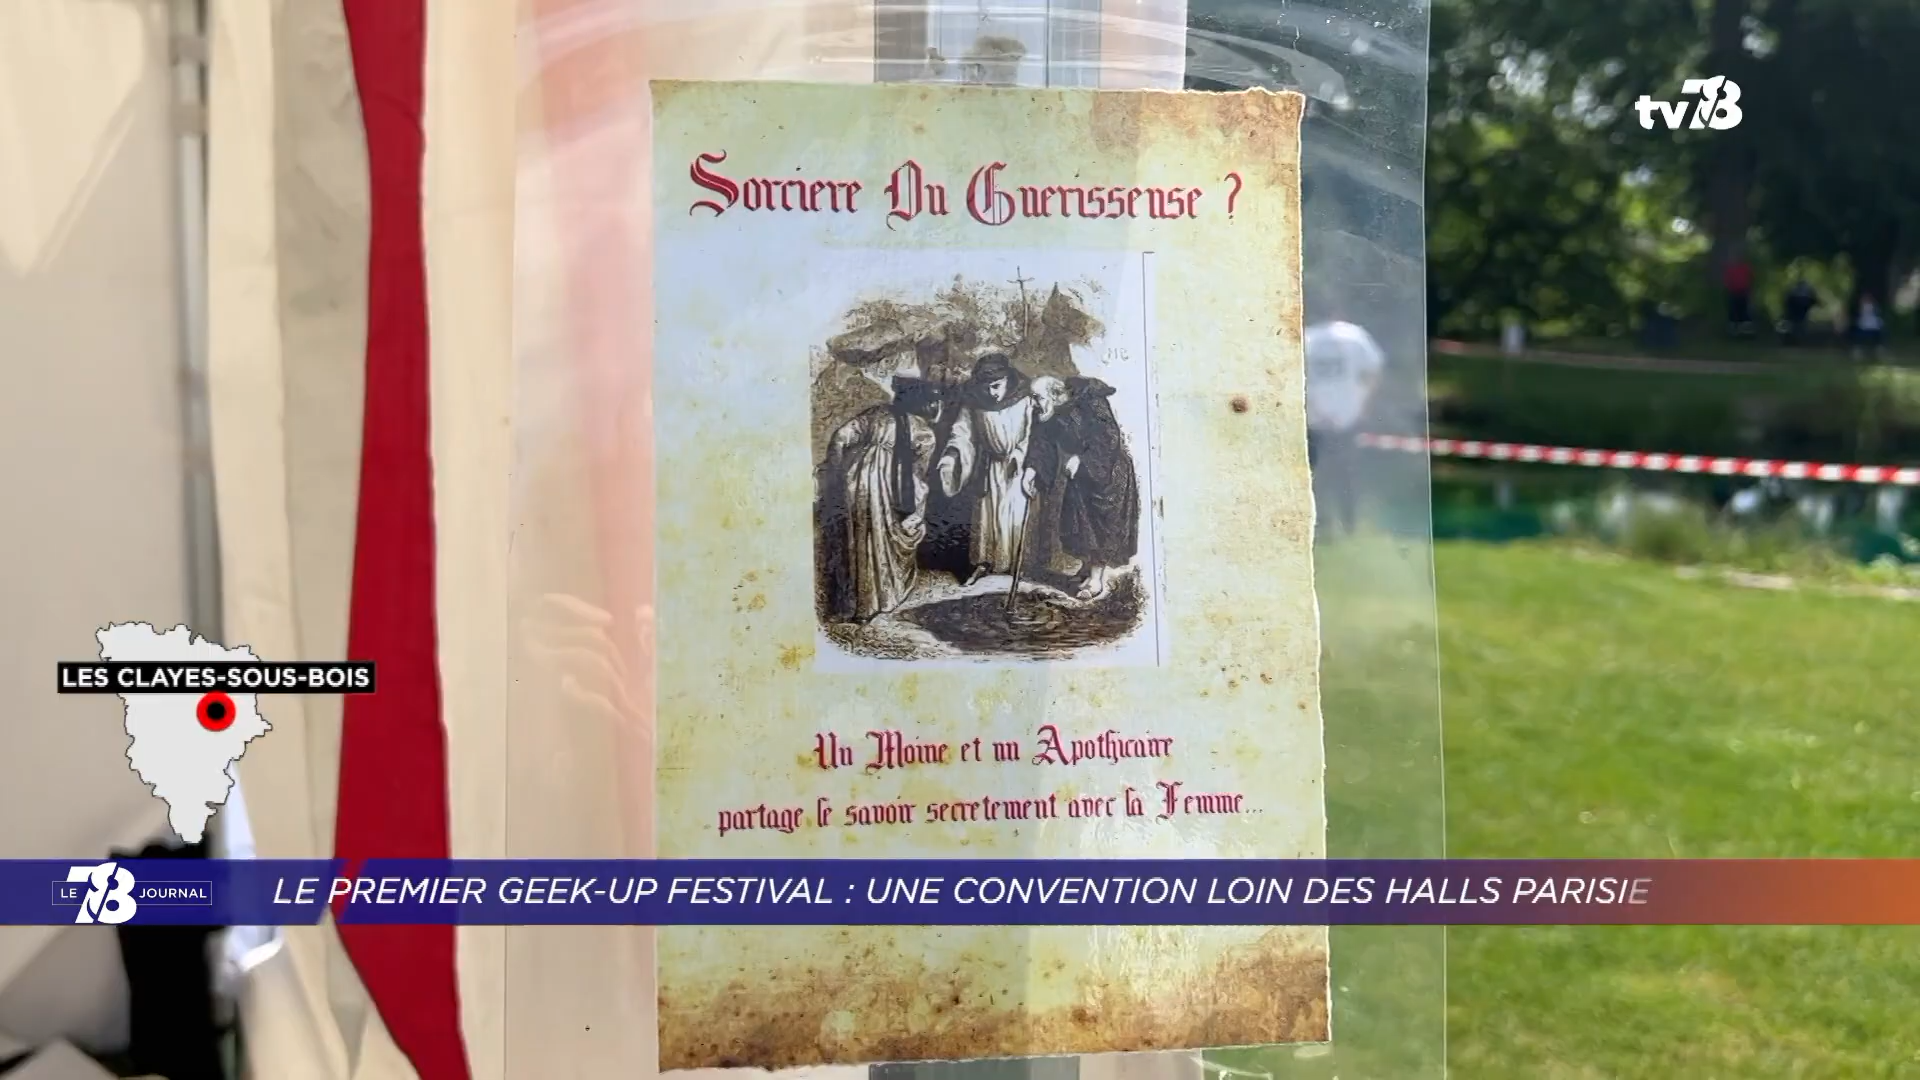 tv78
Sorciere Ou Guerisseuse ?
Un Moine et un Apothicaire
partage le savoir secretement avec la Femme...
LES CLAYES-SOUS-BOIS
LE 78 JOURNAL
LE PREMIER GEEK-UP FESTIVAL : UNE CONVENTION LOIN DES HALLS PARISIE